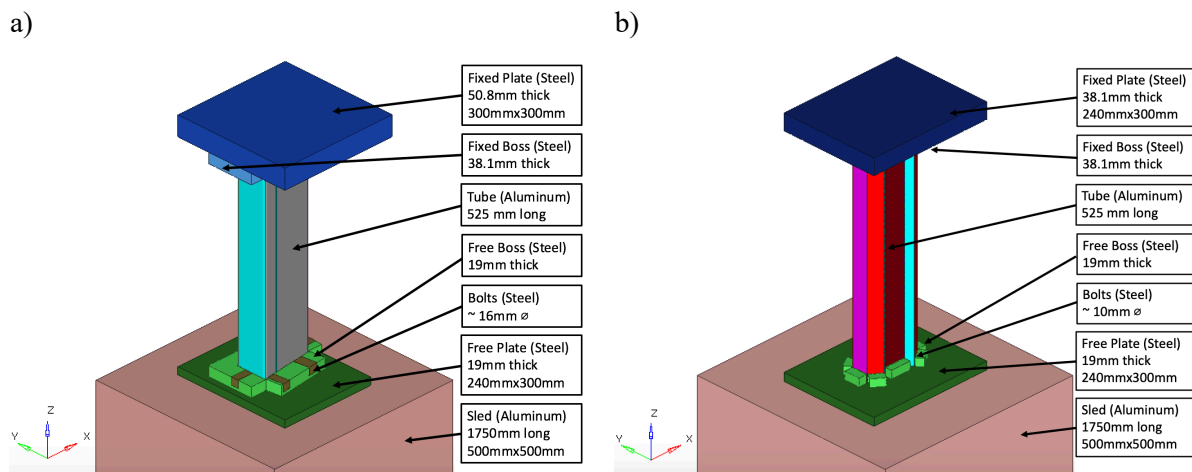 a)
Fixed Plate (Steel)
50.8mm thick
300mmx300mm
Fixed Boss (Steel)
38.1mm thick
Tube (Aluminum)
525 mm long
Free Boss (Steel)
19mm thick
Bolts (Steel)
~ 16mm ⌀
Free Plate (Steel)
19mm thick
240mmx300mm
Sled (Aluminum)
1750mm long
500mmx500mm
Z
Y
X
b)
Fixed Plate (Steel)
38.1mm thick
240mmx300mm
Fixed Boss (Steel)
38.1mm thick
Tube (Aluminum)
525 mm long
Free Boss (Steel)
19mm thick
Bolts (Steel)
~ 10mm ⌀
Free Plate (Steel)
19mm thick
240mmx300mm
Sled (Aluminum)
1750mm long
500mmx500mm
Z
Y
X